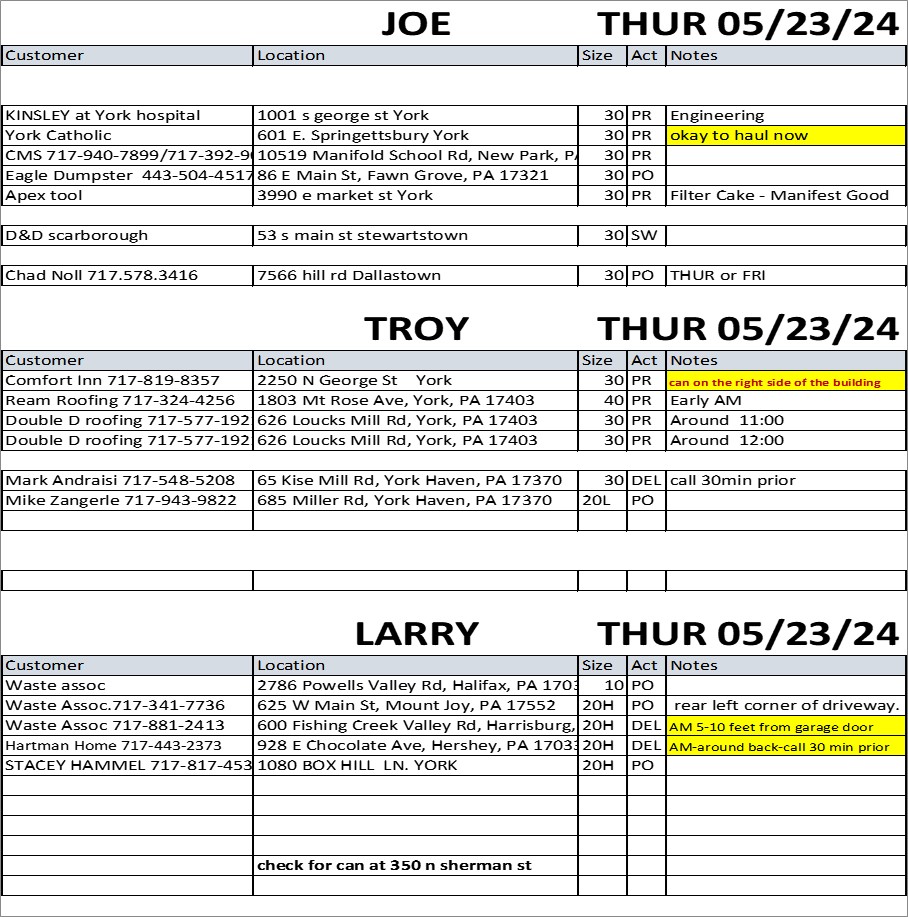 JOE THUR 05/23/24
Customer Location Size Act Notes
KINSLEY at York hospital 1001 s george st York 30 PR Engineering
York Catholic 601 E. Springettsbury York 30 PR okay to haul now
CMS 717-940-7899/717-392-9 10519 Manifold School Rd, New Park, PA 30 PR
Eagle Dumpster 443-504-4517 86 E Main St, Fawn Grove, PA 17321 30 PO
Apex tool 3990 e market st York 30 PR Filter Cake - Manifest Good
D&D scarborough 53 s main st stewartstown 30 SW
Chad Noll 717.578.3416 7566 hill rd Dallastown 30 PO THUR or FRI
TROY THUR 05/23/24
Customer Location Size Act Notes
Comfort Inn 717-819-8357 2250 N George St York 30 PR can on the right side of the building
Ream Roofing 717-324-4256 1803 Mt Rose Ave, York, PA 17403 40 PR Early AM
Double D roofing 717-577-192 626 Loucks Mill Rd, York, PA 17403 30 PR Around 11:00
Double D roofing 717-577-192 626 Loucks Mill Rd, York, PA 17403 30 PR Around 12:00
Mark Andraisi 717-548-5208 65 Kise Mill Rd, York Haven, PA 17370 30 DEL call 30min prior
Mike Zangerle 717-943-9822 685 Miller Rd, York Haven, PA 17370 20L PO
LARRY THUR 05/23/24
Customer Location Size Act Notes
Waste assoc 2786 Powells Valley Rd, Halifax, PA 1703 10 PO
Waste Assoc.717-341-7736 625 W Main St, Mount Joy, PA 17552 20H PO rear left corner of driveway.
Waste Assoc 717-881-2413 600 Fishing Creek Valley Rd, Harrisburg, 20H DEL AM 5-10 feet from garage door
Hartman Home 717-443-2373 928 E Chocolate Ave, Hershey, PA 1703 20H DEL AM-around back-call 30 min prior
STACEY HAMMEL 717-817-453 1080 BOX HILL LN. YORK 20H PO
check for can at 350 n sherman st